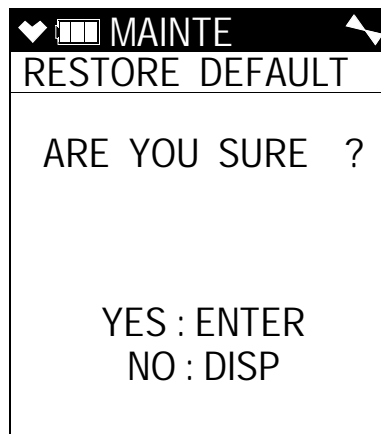 MAINTE
RESTORE DEFAULT
ARE YOU SURE ?
YES : ENTER
NO : DISP